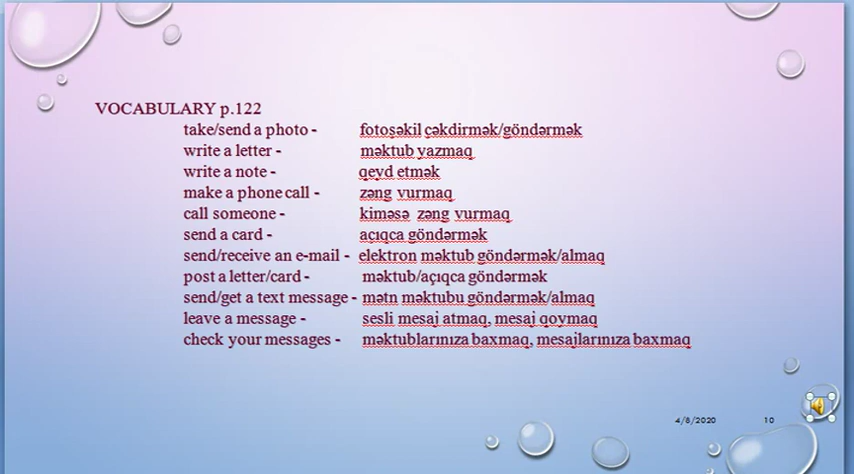 VOCABULARY p.122
take/send a photo - fotoşəkil çəkdirmək/göndərmək
write a letter - məktub yazmaq
write a note - qeyd etmək
make a phone call - zəng vurmaq
call someone - kiməsə zəng vurmaq
send a card - açıqca göndərmək
send/receive an e-mail - elektron məktub göndərmək/almaq
post a letter/card - məktub/açıqca göndərmək
send/get a text message - mətn məktubu göndərmək/almaq
leave a message - sesli mesaj atmaq, mesaj qoymaq
check your messages - məktublarınıza baxmaq, mesajlarınıza baxmaq
4/8/2020 10